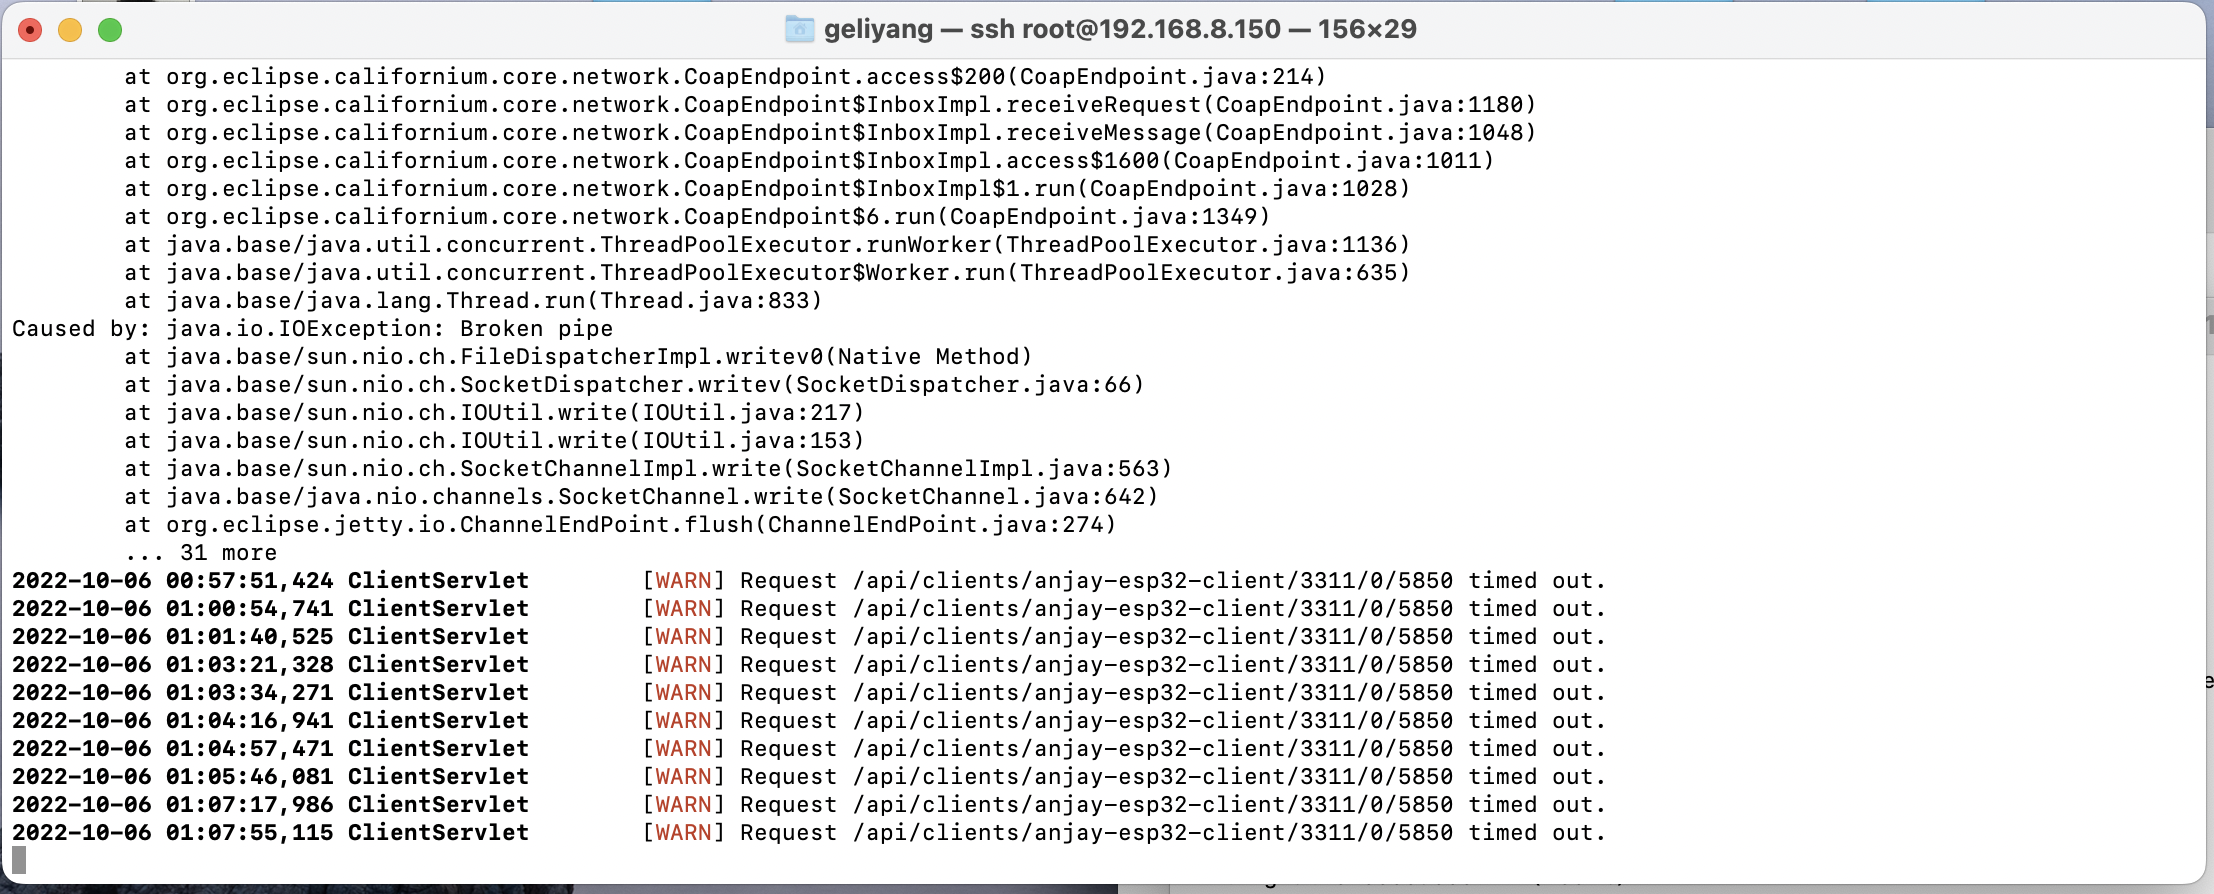 geliyang — ssh root@192.168.8.150 — 156×29
at org.eclipse.californium.core.network.CoapEndpoint.access$200(CoapEndpoint.java:214)
at org.eclipse.californium.core.network.CoapEndpoint$InboxImpl.receiveRequest(CoapEndpoint.java:1180)
at org.eclipse.californium.core.network.CoapEndpoint$InboxImpl.receiveMessage(CoapEndpoint.java:1048)
at org.eclipse.californium.core.network.CoapEndpoint$InboxImpl.access$1600(CoapEndpoint.java:1011)
at org.eclipse.californium.core.network.CoapEndpoint$InboxImpl$1.run(CoapEndpoint.java:1028)
at org.eclipse.californium.core.network.CoapEndpoint$6.run(CoapEndpoint.java:1349)
at java.base/java.util.concurrent.ThreadPoolExecutor.runWorker(ThreadPoolExecutor.java:1136)
at java.base/java.util.concurrent.ThreadPoolExecutor$Worker.run(ThreadPoolExecutor.java:635)
at java.base/java.lang.Thread.run(Thread.java:833)
Caused by: java.io.IOException: Broken pipe
at java.base/sun.nio.ch.FileDispatcherImpl.writev0(Native Method)
at java.base/sun.nio.ch.SocketDispatcher.writev(SocketDispatcher.java:66)
at java.base/sun.nio.ch.IOUtil.write(IOUtil.java:217)
at java.base/sun.nio.ch.IOUtil.write(IOUtil.java:153)
at java.base/sun.nio.ch.SocketChannelImpl.write(SocketChannelImpl.java:563)
at java.base/java.nio.channels.SocketChannel.write(SocketChannel.java:642)
at org.eclipse.jetty.io.ChannelEndPoint.flush(ChannelEndPoint.java:274)
... 31 more
2022-10-06 00:57:51,424 ClientServlet [WARN] Request /api/clients/anjay-esp32-client/3311/0/5850 timed out.
2022-10-06 01:00:54,741 ClientServlet [WARN] Request /api/clients/anjay-esp32-client/3311/0/5850 timed out.
2022-10-06 01:01:40,525 ClientServlet [WARN] Request /api/clients/anjay-esp32-client/3311/0/5850 timed out.
2022-10-06 01:03:21,328 ClientServlet [WARN] Request /api/clients/anjay-esp32-client/3311/0/5850 timed out.
2022-10-06 01:03:34,271 ClientServlet [WARN] Request /api/clients/anjay-esp32-client/3311/0/5850 timed out.
2022-10-06 01:04:16,941 ClientServlet [WARN] Request /api/clients/anjay-esp32-client/3311/0/5850 timed out.
2022-10-06 01:04:57,471 ClientServlet [WARN] Request /api/clients/anjay-esp32-client/3311/0/5850 timed out.
2022-10-06 01:05:46,081 ClientServlet [WARN] Request /api/clients/anjay-esp32-client/3311/0/5850 timed out.
2022-10-06 01:07:17,986 ClientServlet [WARN] Request /api/clients/anjay-esp32-client/3311/0/5850 timed out.
2022-10-06 01:07:55,115 ClientServlet [WARN] Request /api/clients/anjay-esp32-client/3311/0/5850 timed out.